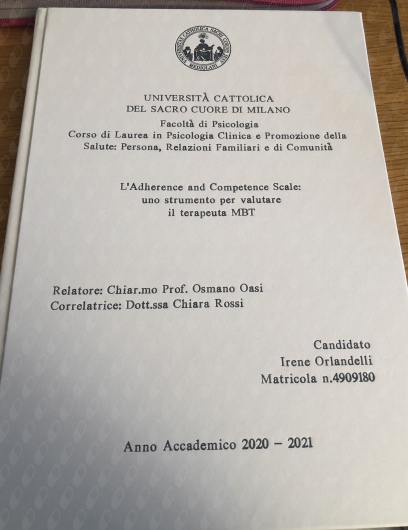 UNIVERSITÀ CATTOLICA
DEL SACRO CUORE DI MILANO
Facoltà di Psicologia
Corso di Laurea in Psicologia Clinica e Promozione della
Salute: Persona, Relazioni Familiari e di Comunità
L'Adherence and Competence Scale:
uno strumento per valutare
il terapeuta MBT
Relatore: Chiar.mo Prof. Osmano Oasi
Correlatrice: Dott.ssa Chiara Rossi
Candidato
Irene Orlandelli
Matricola n.4909180
Anno Accademico 2020 – 2021